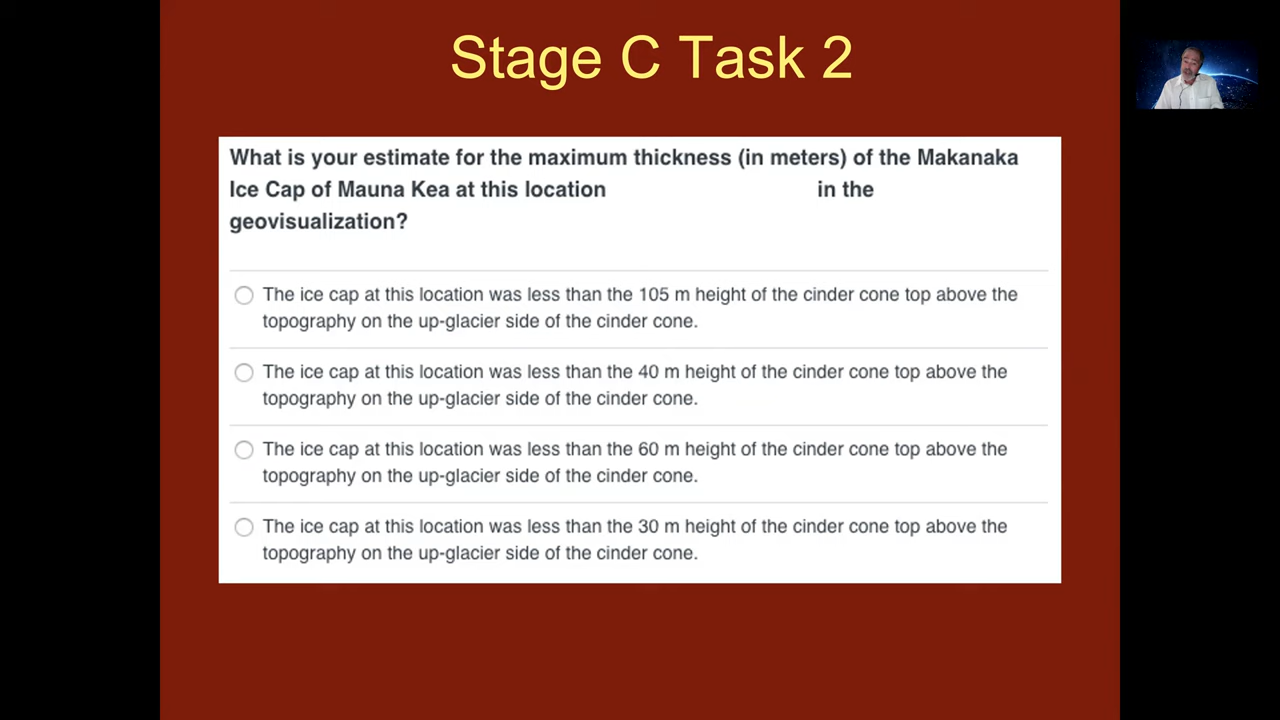 Stage C Task 2
What is your estimate for the maximum thickness (in meters) of the Makanaka
Ice Cap of Mauna Kea at this location in the
geovisualization?
The ice cap at this location was less than the 105 m height of the cinder cone top above the
topography on the up-glacier side of the cinder cone.
The ice cap at this location was less than the 40 m height of the cinder cone top above the
topography on the up-glacier side of the cinder cone.
The ice cap at this location was less than the 60 m height of the cinder cone top above the
topography on the up-glacier side of the cinder cone.
The ice cap at this location was less than the 30 m height of the cinder cone top above the
topography on the up-glacier side of the cinder cone.